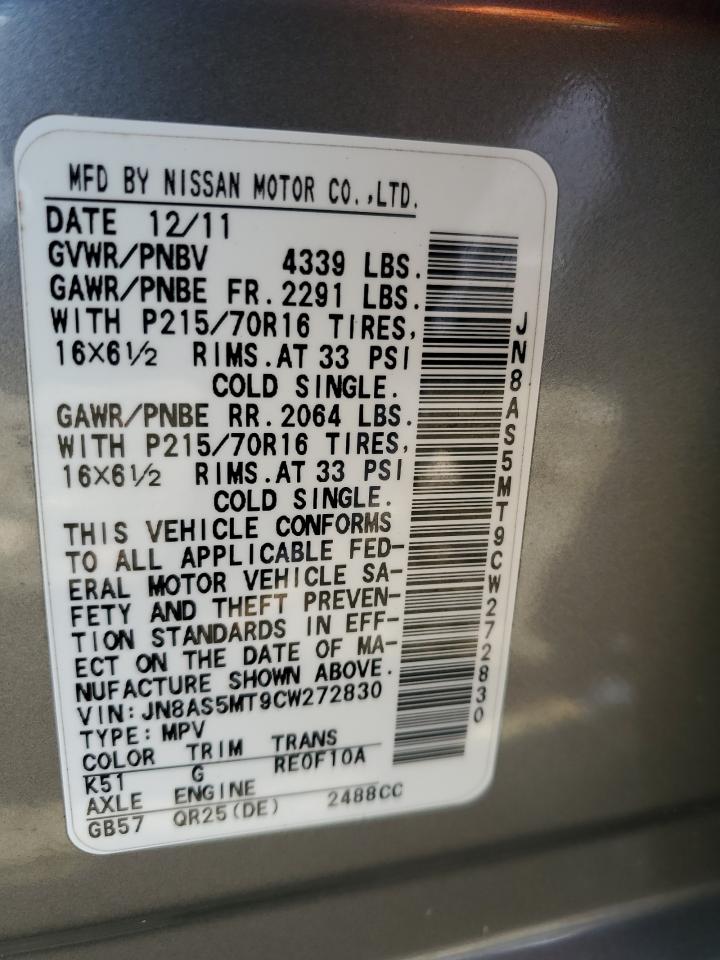 MFD BY NISSAN MOTOR CO.,LTD.
DATE 12/11
GVWR/PNBV 4339 LBS.
GAWR/PNBE FR.2291 LBS.
WITH P215/70R16 TIRES,
16X6½ RIMS.AT 33 PSI
COLD SINGLE.
GAWR/PNBE RR.2064 LBS.
WITH P215/70R16 TIRES,
16X6½ RIMS.AT 33 PSI
COLD SINGLE.
THIS VEHICLE CONFORMS
TO ALL APPLICABLE FED-
ERAL MOTOR VEHICLE SA-
FETY AND THEFT PREVEN-
TION STANDARDS IN EFF-
ECT ON THE DATE OF MA-
NUFACTURE SHOWN ABOVE.
VIN:JN8AS5MT9CW272830
TYPE:MPV
COLOR TRIM TRANS
K51 G RE0F10A
AXLE ENGINE
GB57 QR25(DE) 2488CC
JN8AS5MT9CW272830